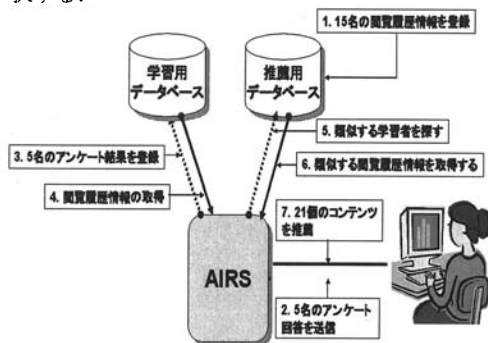 択する.
1. 15名の閲覧履歴情報を登録
学習用
データベース
推薦用
データベース
5. 類似する学習者を探す
3. 5名のアンケート結果を登録
6. 類似する閲覧履歴情報を取得する
4. 閲覧履歴情報の取得
7. 21個のコンテンツ
を推薦
AIRS
2. 5名のアンケート
回答を送信